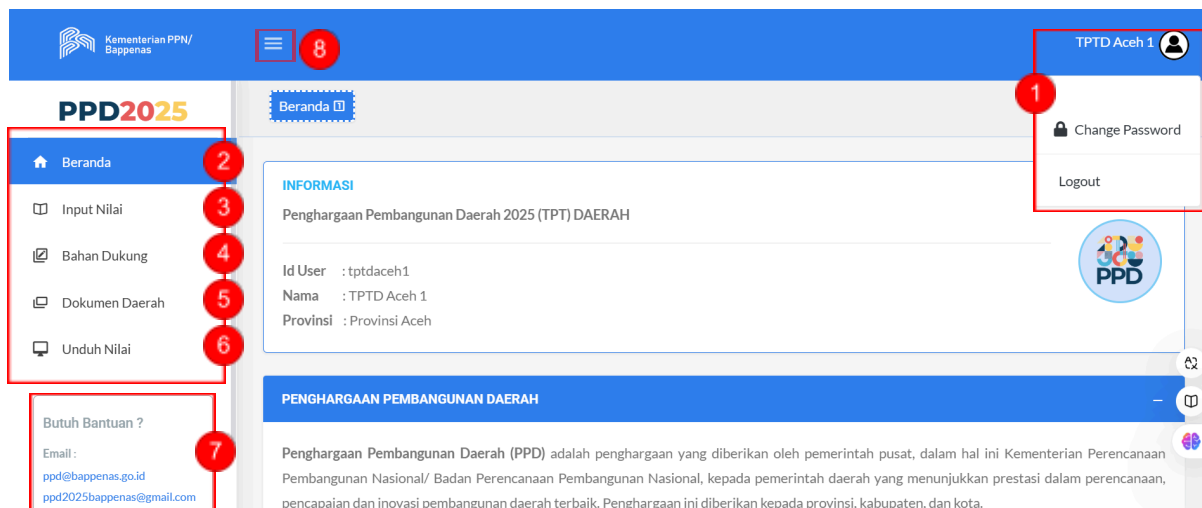 Kementerian PPN/
Bappenas
8
TPTD Aceh 1
1
Change Password
Logout
PPD2025
Beranda
2
Input Nilai
3
Bahan Dukung
4
Dokumen Daerah
5
Unduh Nilai
6
Butuh Bantuan ?
Email :
7
ppd@bappenas.go.id
ppd2025bappenas@gmail.com
Beranda
INFORMASI
Penghargaan Pembangunan Daerah 2025 (TPT) DAERAH
Id User : tptdaceh1
Nama : TPTD Aceh 1
Provinsi : Provinsi Aceh
PPD
PENGHARGAAN PEMBANGUNAN DAERAH
Penghargaan Pembangunan Daerah (PPD) adalah penghargaan yang diberikan oleh pemerintah pusat, dalam hal ini Kementerian Perencanaan
Pembangunan Nasional/ Badan Perencanaan Pembangunan Nasional, kepada pemerintah daerah yang menunjukkan prestasi dalam perencanaan,
pencapaian dan inovasi pembangunan daerah terbaik. Penghargaan ini diberikan kepada provinsi, kabupaten, dan kota.